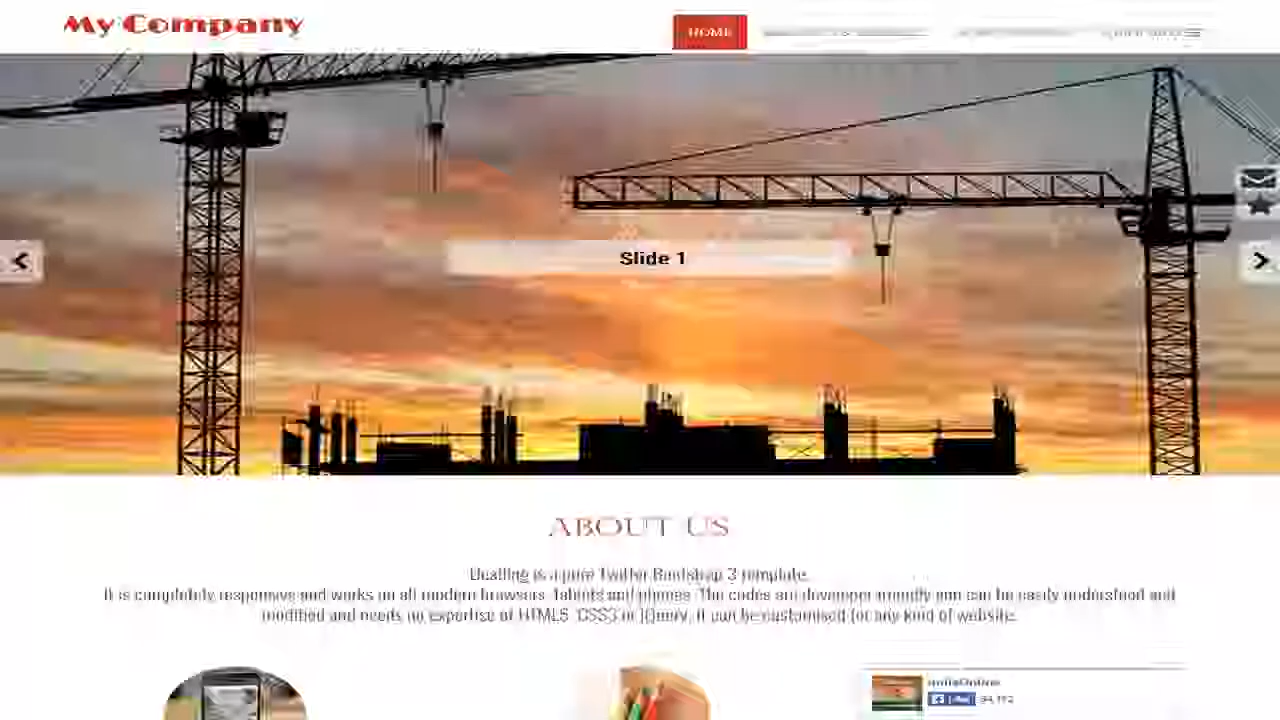 My Company
HOME
Slide 1
ABOUT US
is a pure Twitter Bootstrap 3 template.
It is completely responsive and works on all modern browsers, tablets and phones. The codes are developer friendly and can be easily understood and
modified and needs no expertise of HTML5, CSS3 or JQuery, it can be customised for any kind of website.